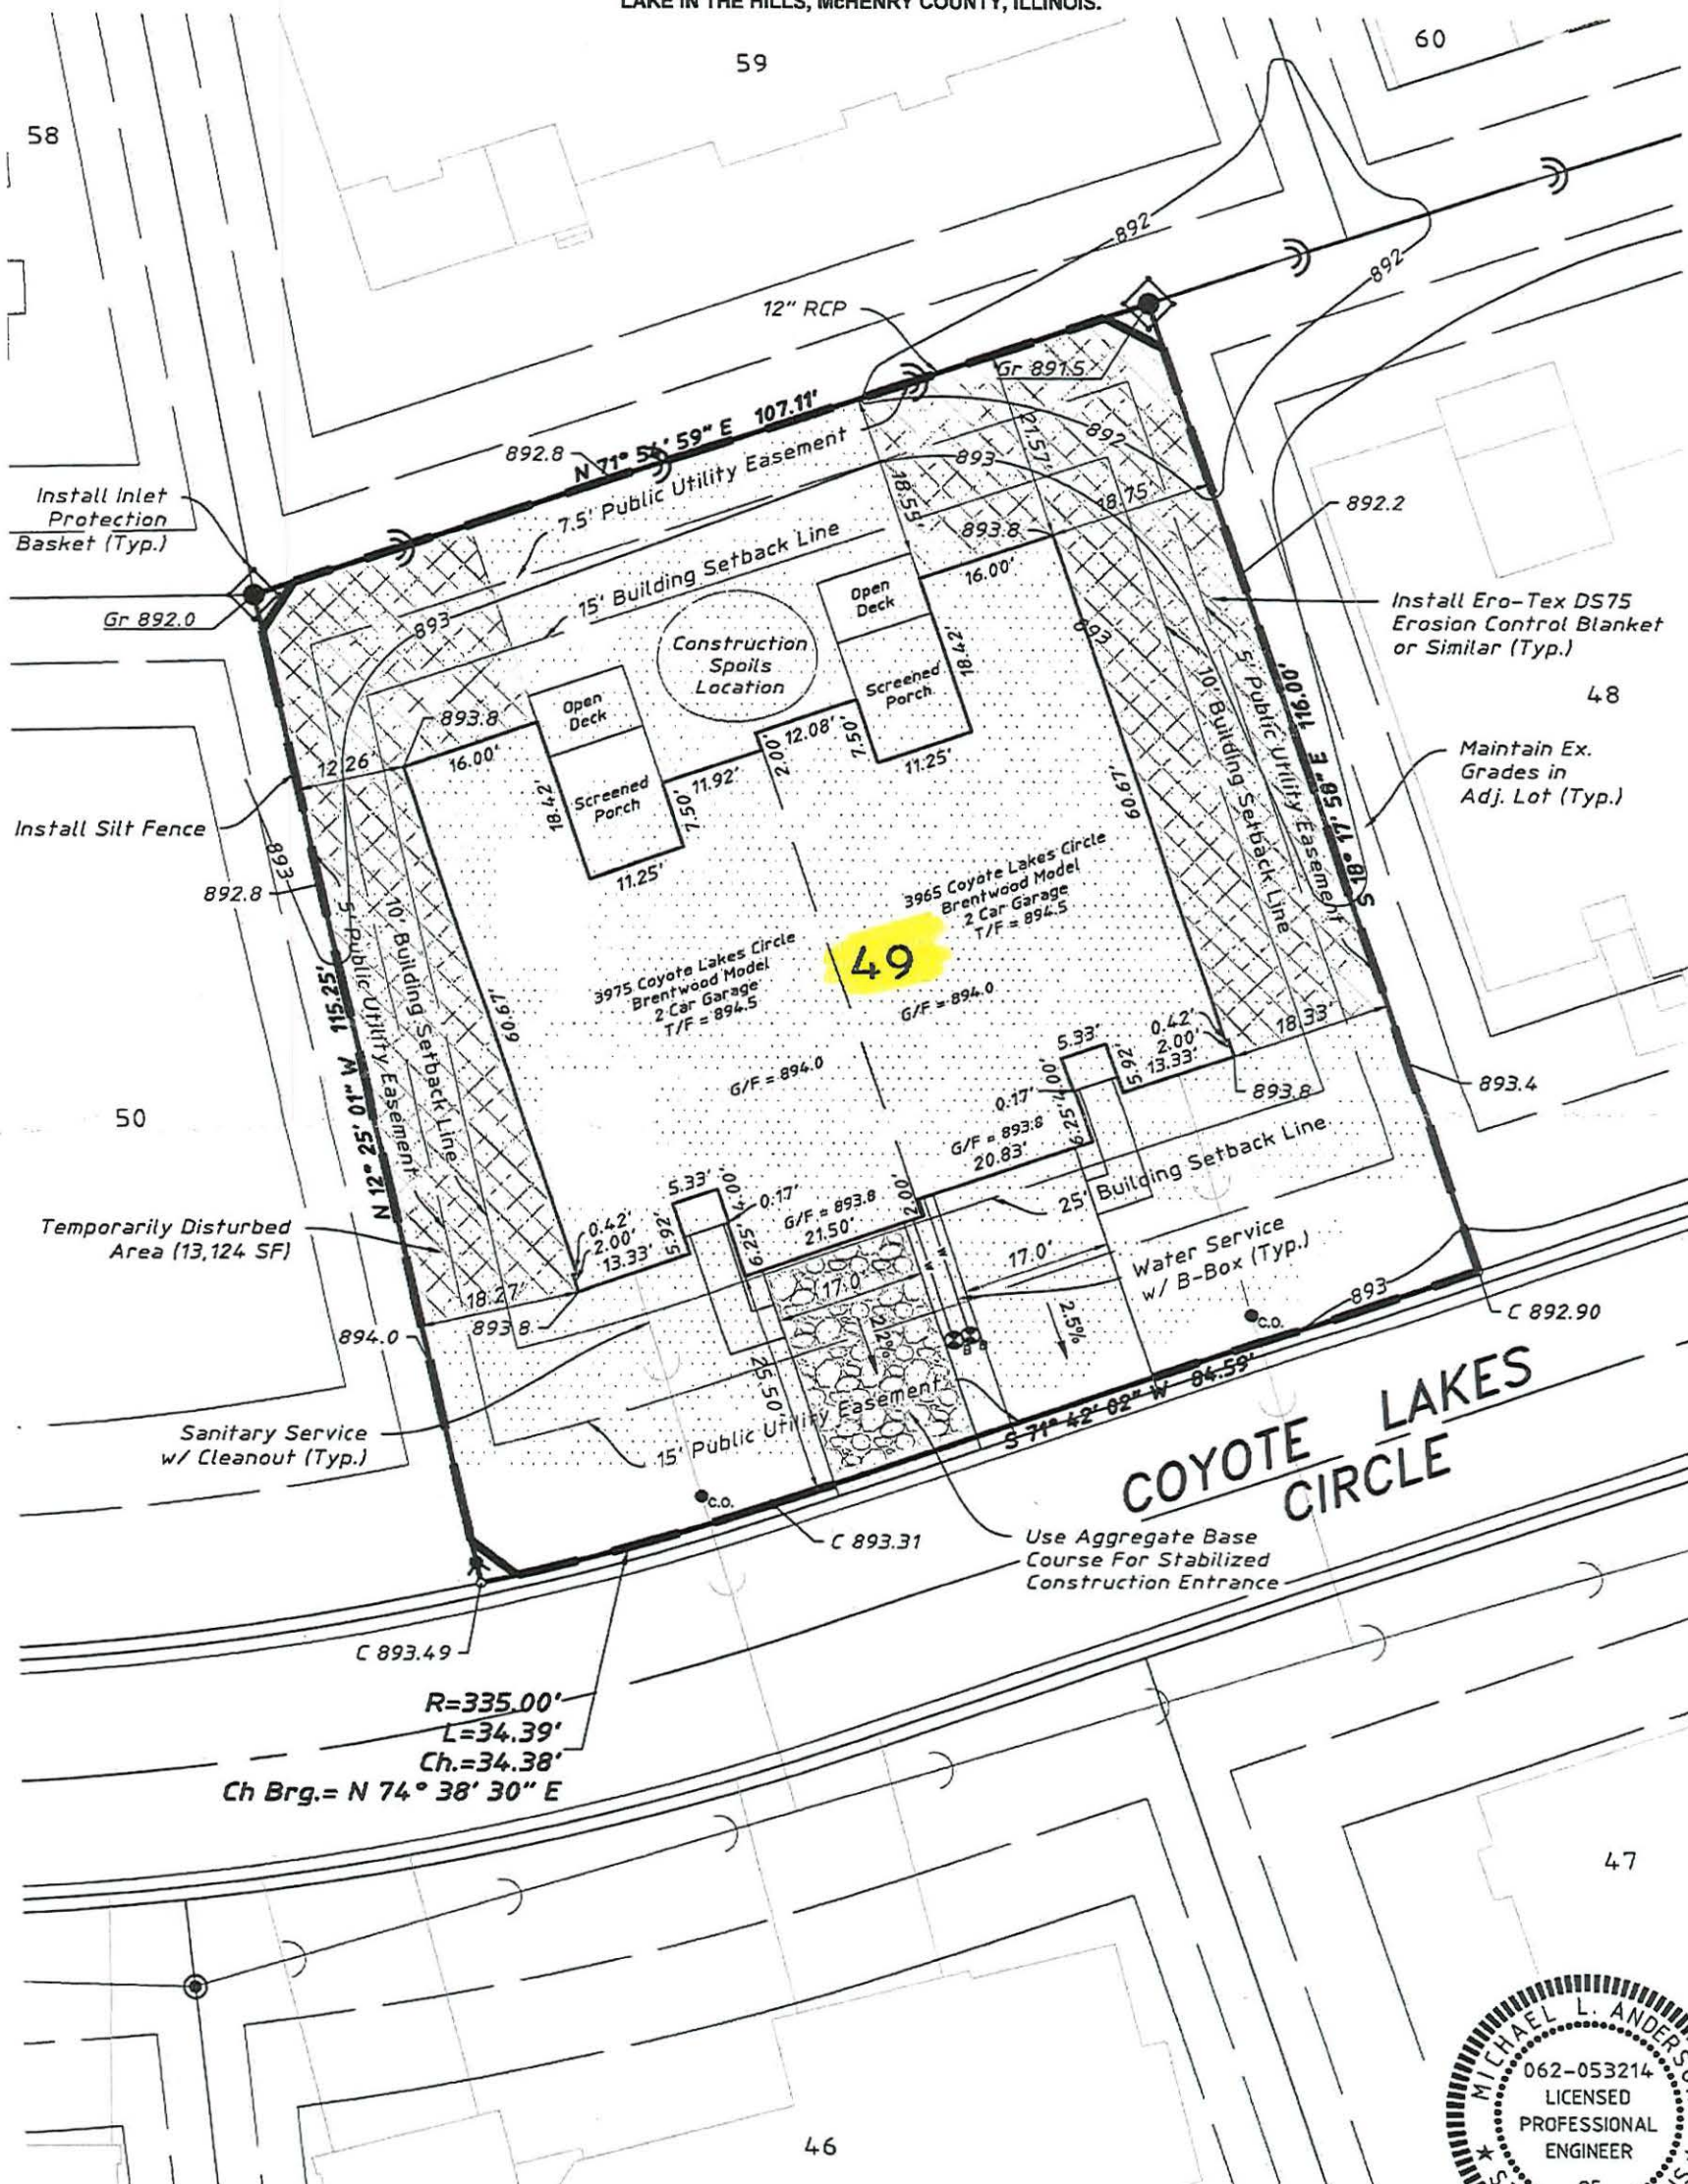 LAKE IN THE HILLS, McHENRY COUNTY, ILLINOIS.
59
60
58
892
892
12" RCP
Gr 891.5
107.11'
892.8
7.5' Public Utility Easement
892
893
21.57'
18.55'
18.75'
893.8
892.2
Install Inlet
Protection
Basket (Typ.)
15' Building Setback Line
16.00'
Open
Deck
Gr 892.0
893
Construction
Spoils
Location
893
Install Ero-Tex DS75
Erosion Control Blanket
or Similar (Typ.)
18.42'
Screened
Porch
48
893.8
Open
Deck
12.26'
16.00'
12.08'
2.00'
7.50'
11.25'
5' Public Utility Easement
10' Building Setback Line
S 18° 17' 58" E 116.00'
Maintain Ex.
Grades in
Adj. Lot (Typ.)
18.42'
Screened
Porch
11.92'
7.50'
11.25'
60.67'
Install Silt Fence
893
892.8
3965 Coyote Lakes Circle
Brentwood Model
2 Car Garage
T/F = 894.5
49
3975 Coyote Lakes Circle
Brentwood Model
2 Car Garage
T/F = 894.5
G/F = 894.0
5' Public Utility Easement
10' Building Setback Line
N 12° 25' 01" W 115.25'
60.67'
G/F = 894.0
5.33'
0.42'
2.00'
13.33'
18.33'
5.92'
4.00'
0.17'
893.8
893.4
50
G/F = 893.8
20.83'
6.25'
25' Building Setback Line
5.33'
4.00'
0.17'
G/F = 893.8
21.50'
2.00'
Temporarily Disturbed
Area (13,124 SF)
0.42'
2.00'
13.33'
5.92'
6.25'
17.0'
17.0'
Water Service
w/ B-Box (Typ.)
18.27'
893.8
894.0
2.2%
2.5%
B B
W W
893
C 892.90
C.O.
25.50'
15' Public Utility Easement
S 71° 42' 02" W 84.59'
Sanitary Service
w/ Cleanout (Typ.)
C.O.
COYOTE LAKES
CIRCLE
C 893.31
Use Aggregate Base
Course For Stabilized
Construction Entrance
C 893.49
R=335.00'
L=34.39'
Ch.=34.38'
Ch Brg.= N 74° 38' 30" E
47
46
MICHAEL L.
062-053214
LICENSED
PROFESSIONAL
ENGINEER